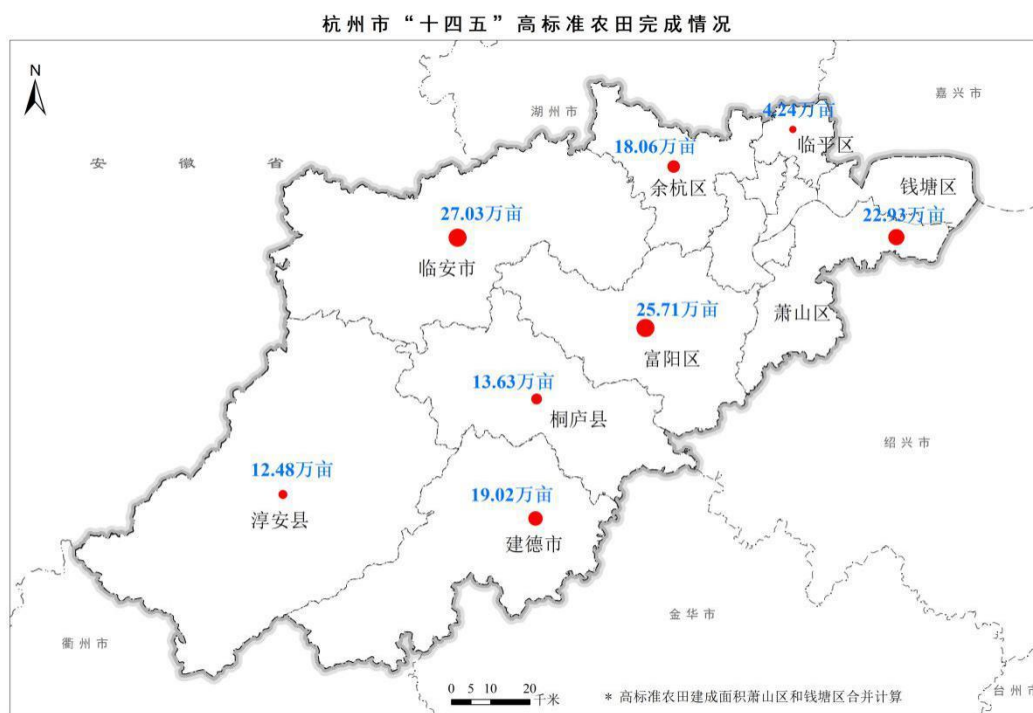 杭州市“十四五”高标准农田完成情况
N
嘉兴市
湖州市
4.24万亩
临平区
18.06万亩
余杭区
安徽省
钱塘区
22.93万亩
27.03万亩
临安市
萧山区
25.71万亩
富阳区
13.63万亩
桐庐县
绍兴市
12.48万亩
淳安县
19.02万亩
建德市
金华市
衢州市
台州市
0 5 10 20
千米
* 高标准农田建成面积萧山区和钱塘区合并计算